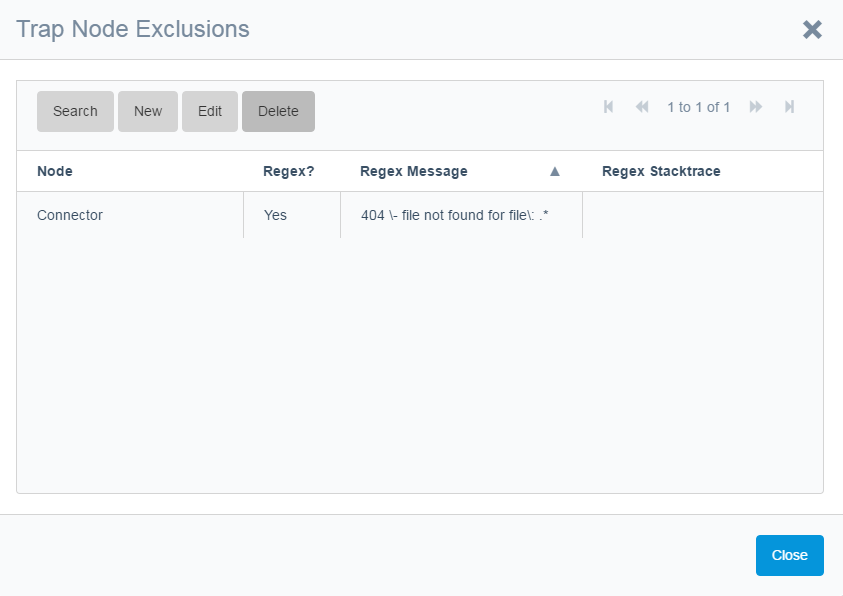 Trap Node Exclusions
Search New Edit Delete 1 to 1 of 1
Node Regex? Regex Message Regex Stacktrace
Connector Yes 404 \- file not found for file\: .*
Close